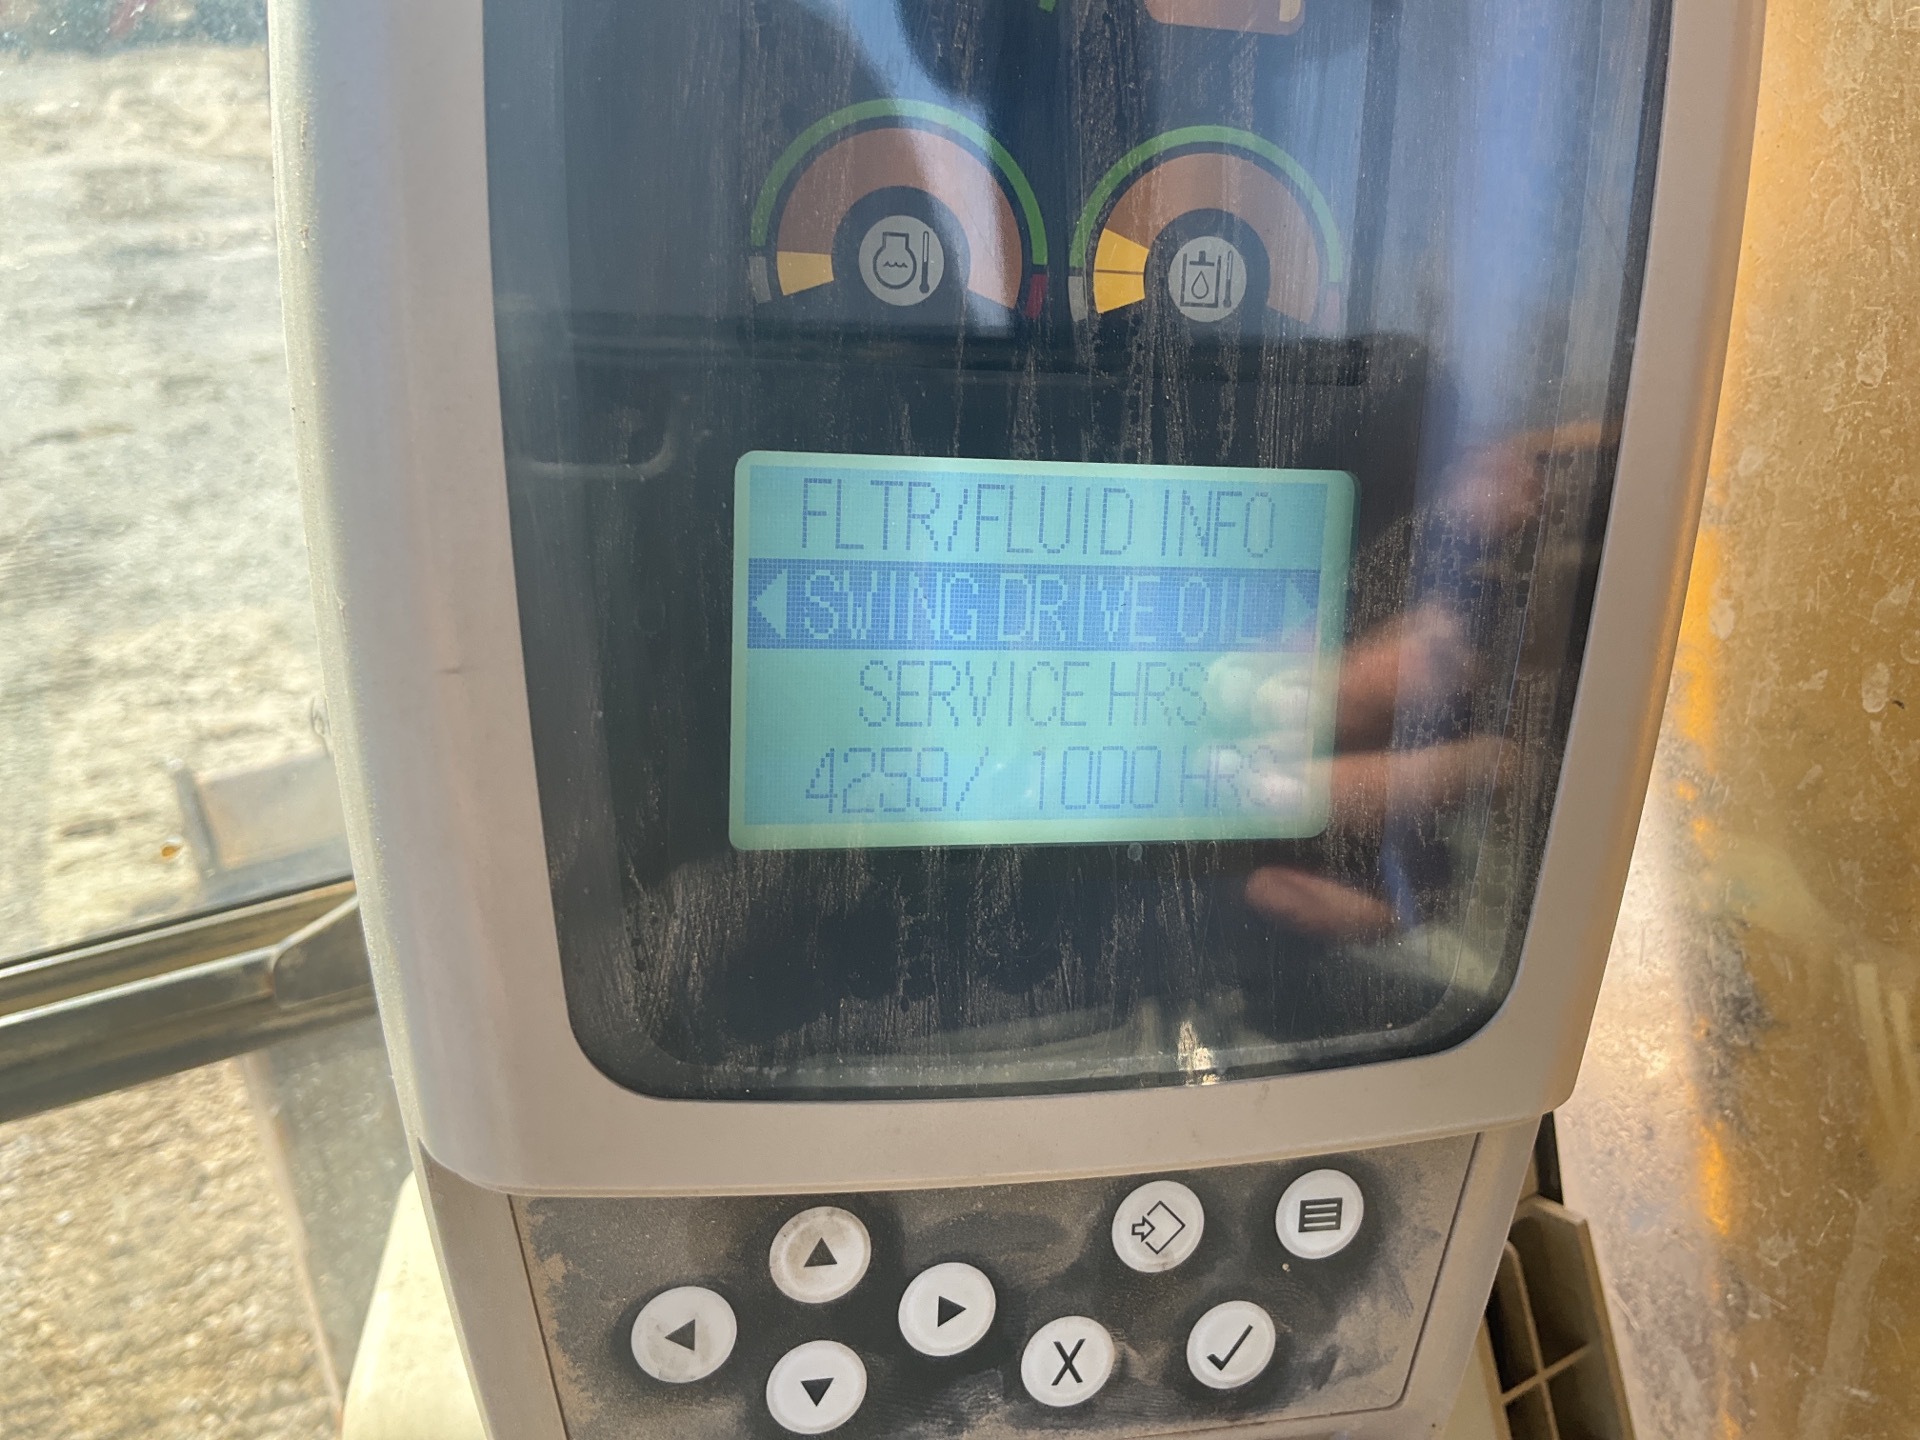 FLTR/FLUID INFO
SWING DRIVE OIL
SERVICE HRS
4259/ 1000 HRS
X